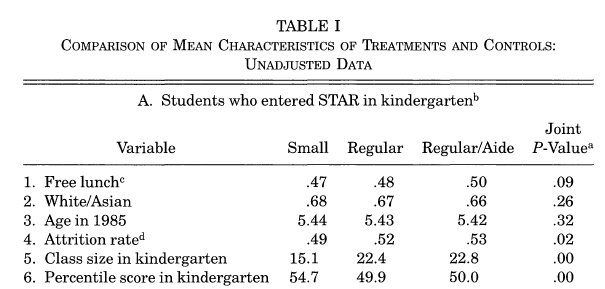 TABLE I
COMPARISON OF MEAN CHARACTERISTICS OF TREATMENTS AND CONTROLS:
UNADJUSTED DATA
A. Students who entered STAR in kindergartenᵇ
Joint
Variable Small Regular Regular/Aide P-Valueᵃ
1. Free lunchᶜ .47 .48 .50 .09
2. White/Asian .68 .67 .66 .26
3. Age in 1985 5.44 5.43 5.42 .32
4. Attrition rateᵈ .49 .52 .53 .02
5. Class size in kindergarten 15.1 22.4 22.8 .00
6. Percentile score in kindergarten 54.7 49.9 50.0 .00